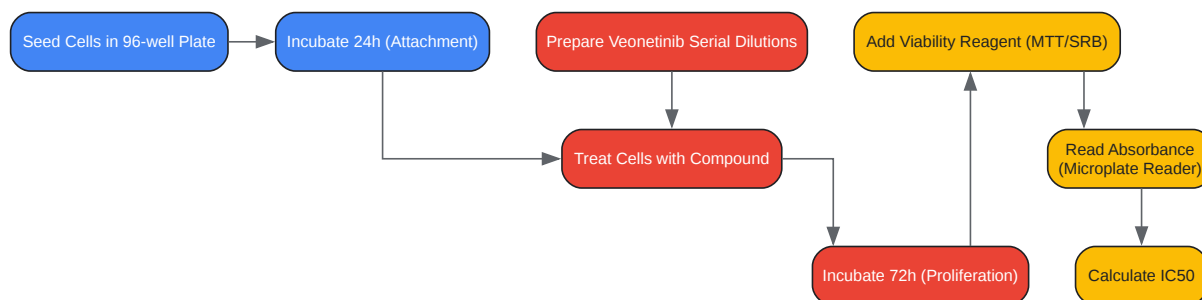 Seed Cells in 96-well Plate
Incubate 24h (Attachment)
Prepare Veonetinib Serial Dilutions
Add Viability Reagent (MTT/SRB)
Treat Cells with Compound
Read Absorbance
(Microplate Reader)
Incubate 72h (Proliferation)
Calculate IC50